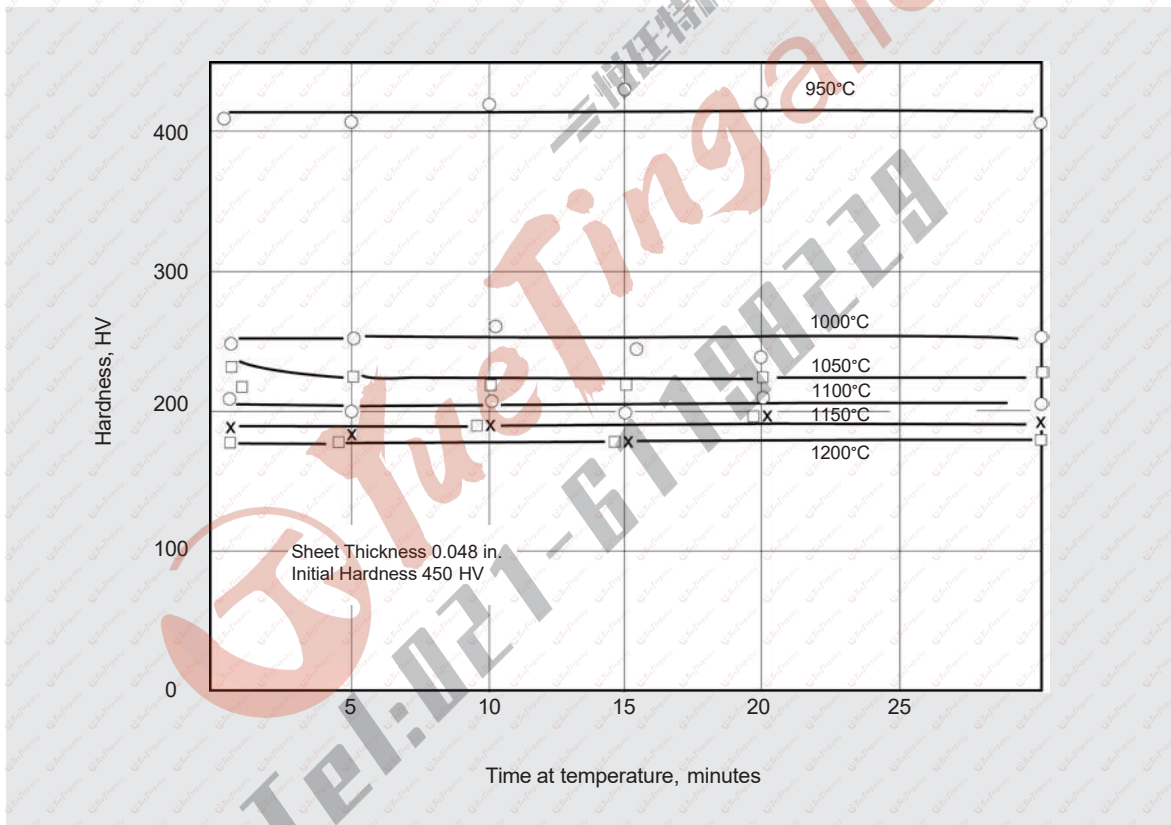 950°C
400
300
1000°C
1050°C
1100°C
200
1150°C
1200°C
Hardness, HV
100
Sheet Thickness 0.048 in.
Initial Hardness 450 HV
0
5
10
15
20
25
Time at temperature, minutes
YueTingalloy
Tel:021-61198229